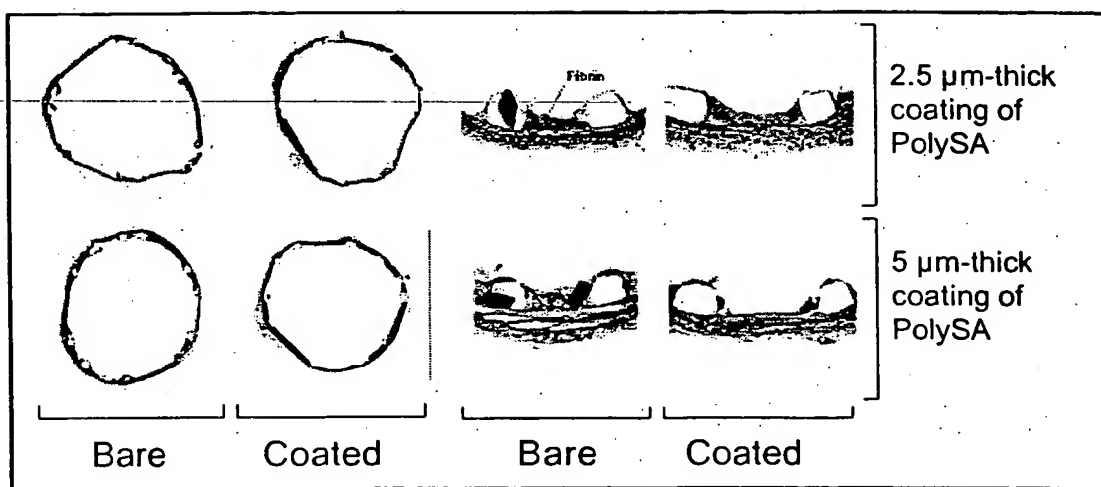 Fibrin
2.5 µm-thick
coating of
PolySA
5 µm-thick
coating of
PolySA
Bare
Coated
Bare
Coated